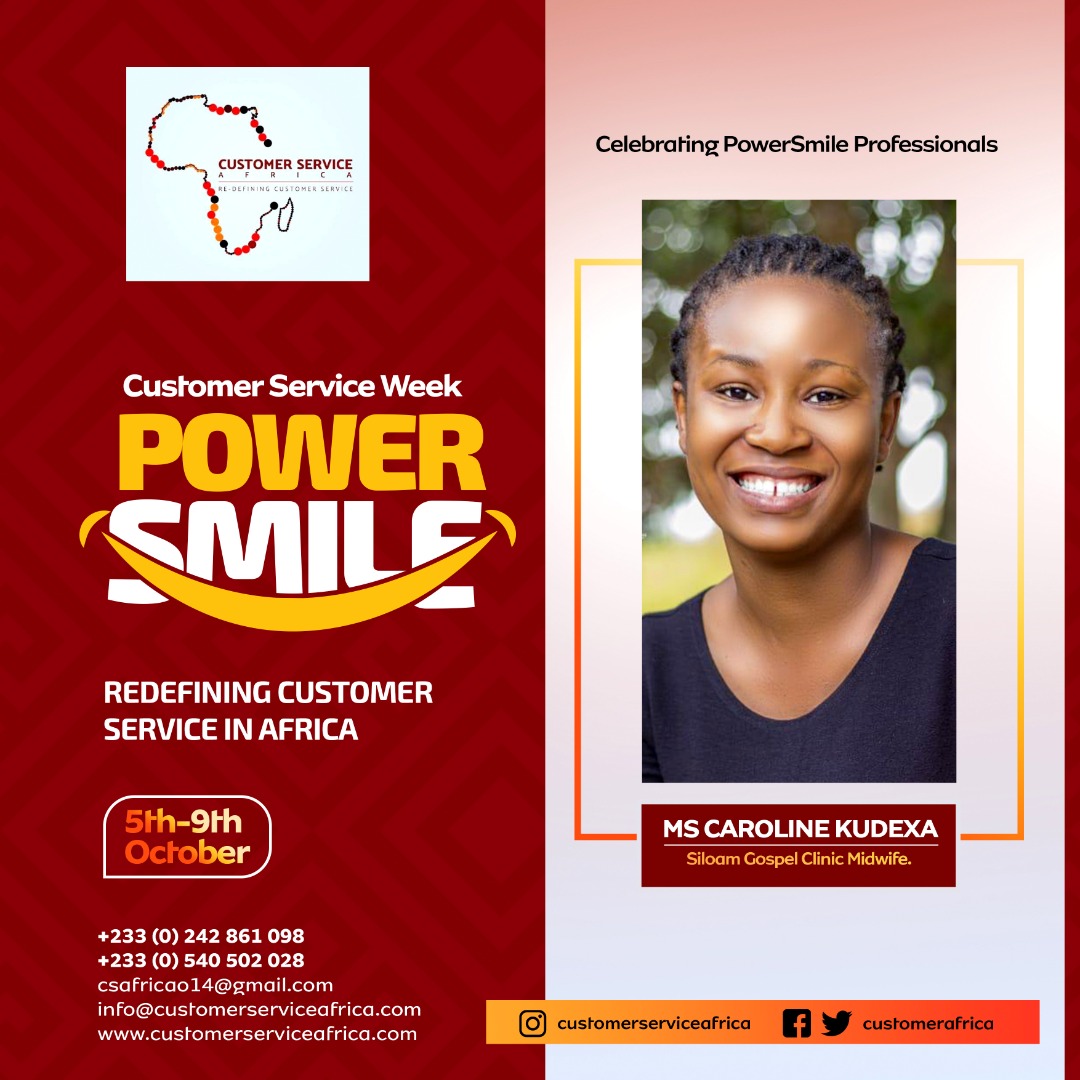 CUSTOMER SERVICE
A F R I C A
RE-DEFINING CUSTOMER SERVICE
Customer Service Week
POWER
SMILE
REDEFINING CUSTOMER
SERVICE IN AFRICA
5th-9th
October
+233 (0) 242 861 098
+233 (0) 540 502 028
csafricao14@gmail.com
info@customerserviceafrica.com
www.customerserviceafrica.com
Celebrating PowerSmile Professionals
MS CAROLINE KUDEXA
Siloam Gospel Clinic Midwife.
customerserviceafrica
customerafrica